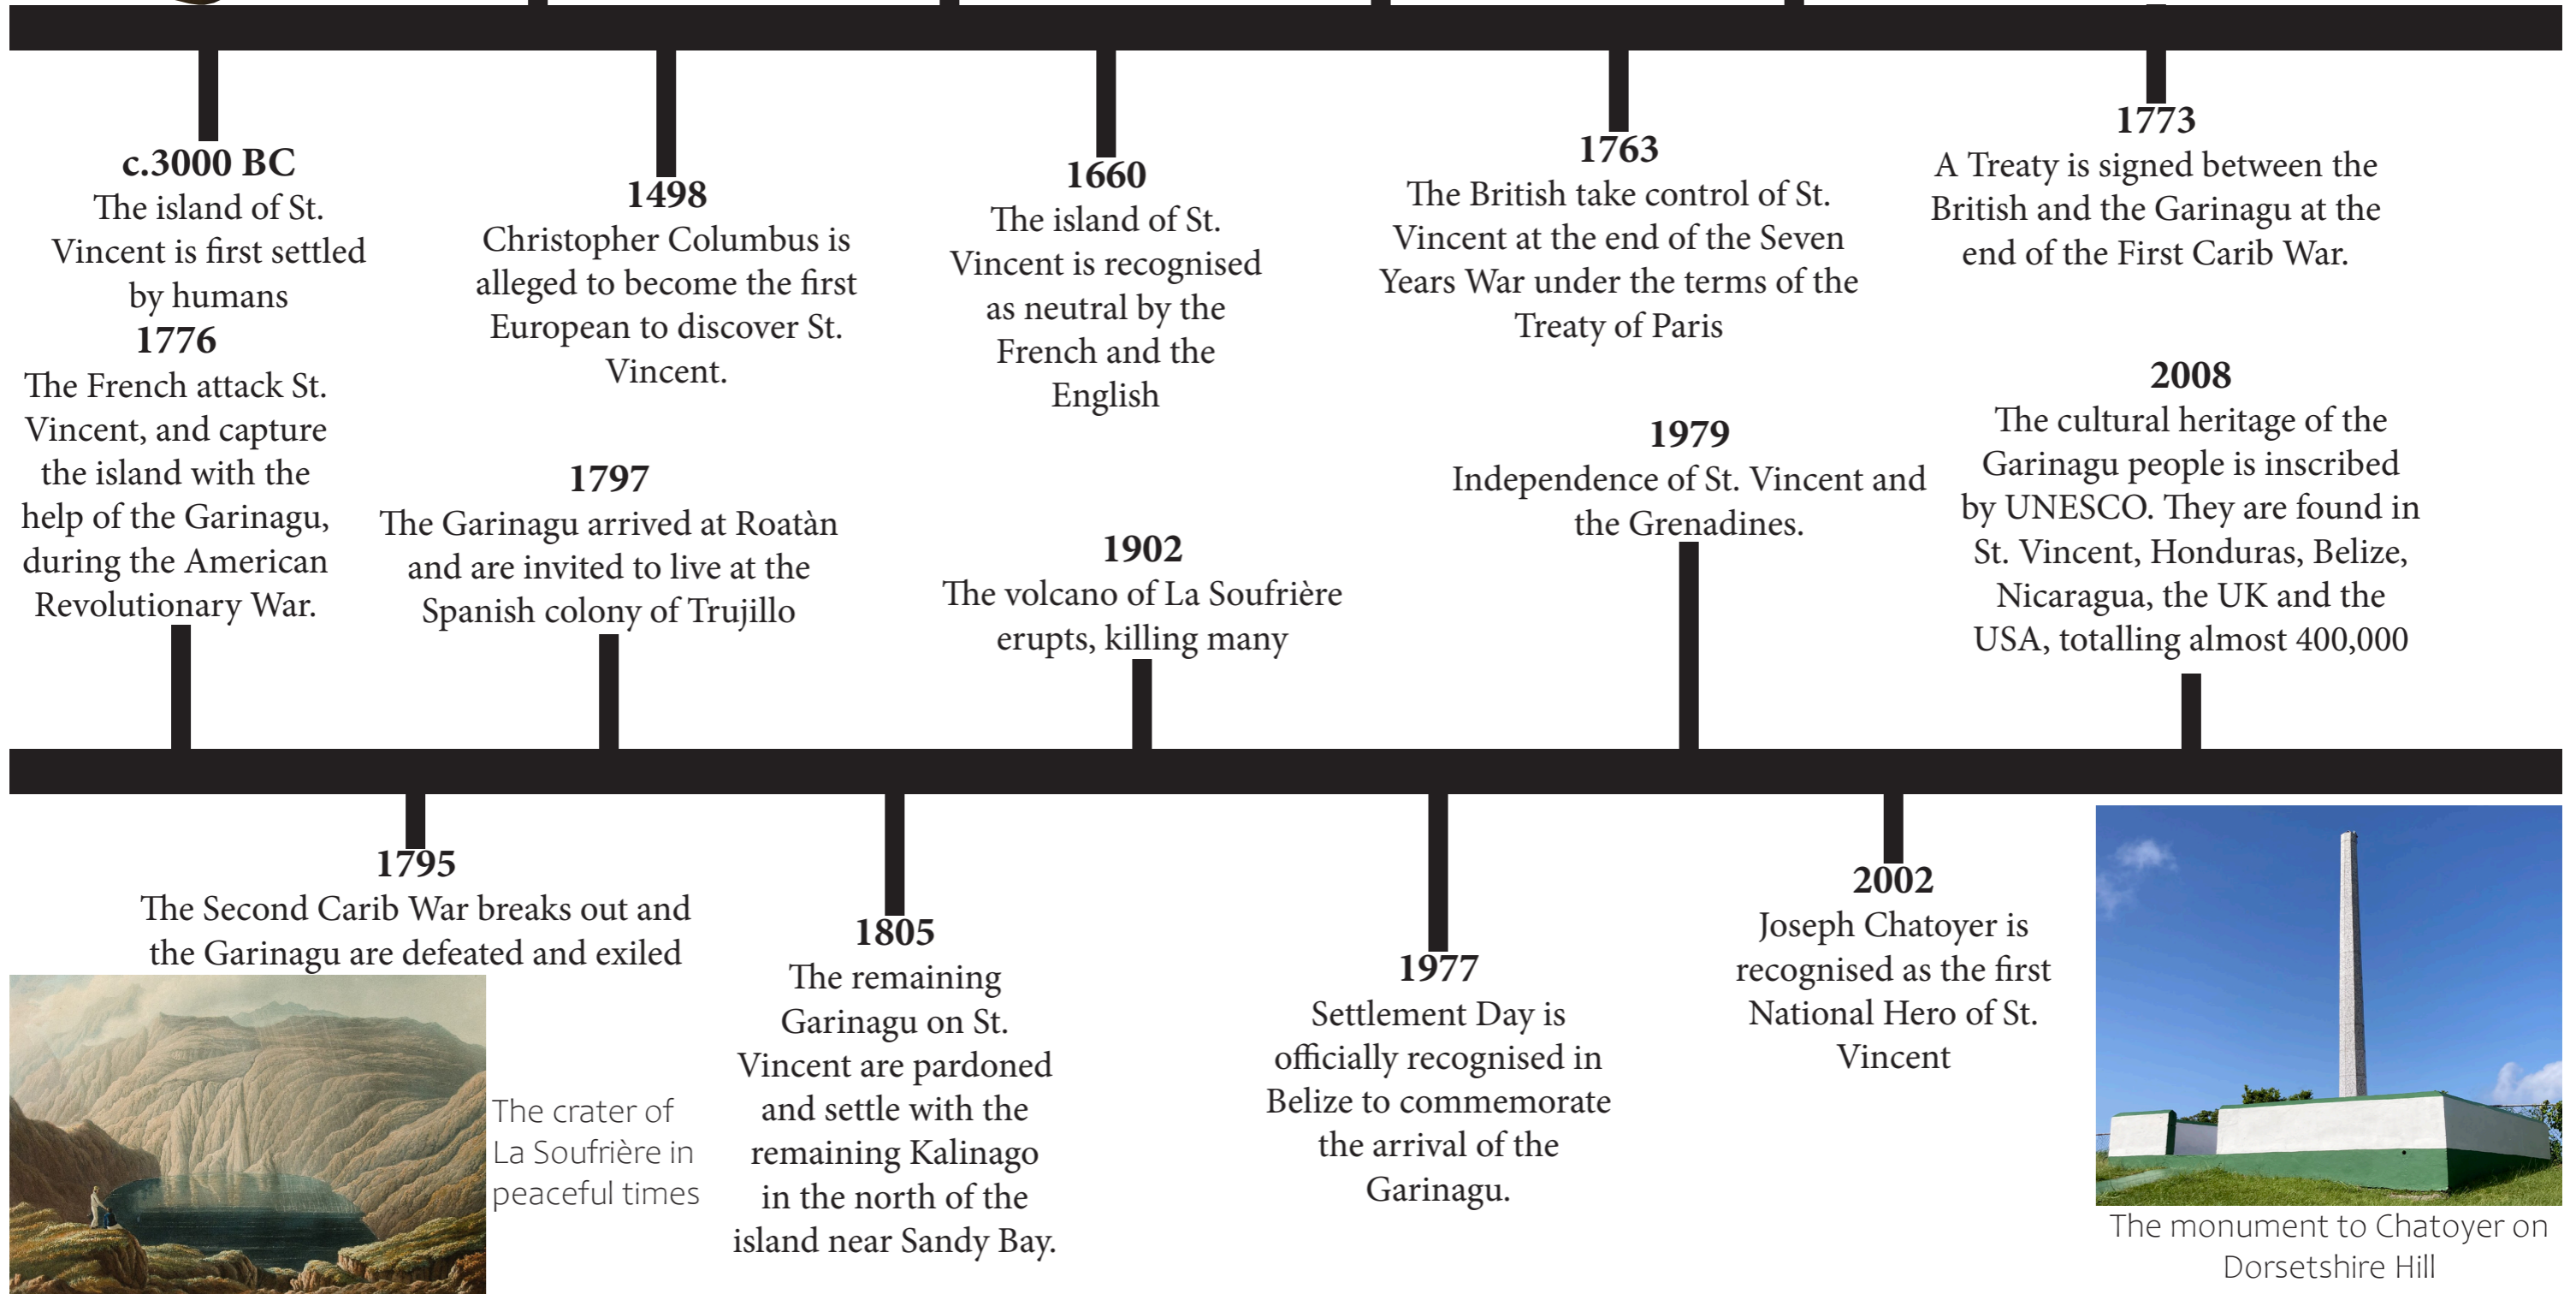 c.3000 BC
The island of St.
Vincent is first settled
by humans
1498
Christopher Columbus is
alleged to become the first
European to discover St.
Vincent.
1660
The island of St.
Vincent is recognised
as neutral by the
French and the
English
1763
The British take control of St.
Vincent at the end of the Seven
Years War under the terms of the
Treaty of Paris
1773
A Treaty is signed between the
British and the Garinagu at the
end of the First Carib War.
1776
The French attack St.
Vincent, and capture
the island with the
help of the Garinagu,
during the American
Revolutionary War.
1797
The Garinagu arrived at Roatàn
and are invited to live at the
Spanish colony of Trujillo
1902
The volcano of La Soufrière
erupts, killing many
1979
Independence of St. Vincent and
the Grenadines.
2008
The cultural heritage of the
Garinagu people is inscribed
by UNESCO. They are found in
St. Vincent, Honduras, Belize,
Nicaragua, the UK and the
USA, totalling almost 400,000
1795
The Second Carib War breaks out and
the Garinagu are defeated and exiled
The crater of
La Soufrière in
peaceful times
1805
The remaining
Garinagu on St.
Vincent are pardoned
and settle with the
remaining Kalinago
in the north of the
island near Sandy Bay.
1977
Settlement Day is
officially recognised in
Belize to commemorate
the arrival of the
Garinagu.
2002
Joseph Chatoyer is
recognised as the first
National Hero of St.
Vincent
The monument to Chatoyer on
Dorsetshire Hill